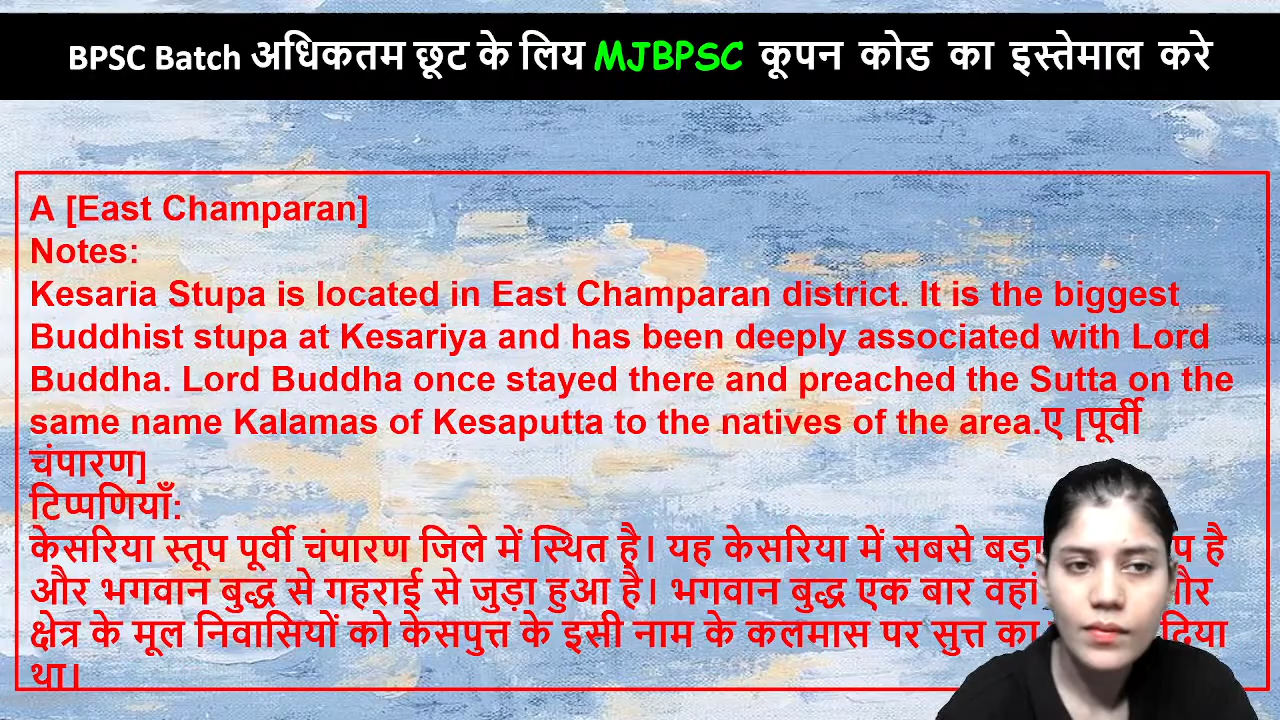 BPSC Batch अधिकतम छूट के लिय MJBPSC कूपन कोड का इस्तेमाल करे
A [East Champaran]
Notes:
Kesaria Stupa is located in East Champaran district. It is the biggest
Buddhist stupa at Kesariya and has been deeply associated with Lord
Buddha. Lord Buddha once stayed there and preached the Sutta on the
same name Kalamas of Kesaputta to the natives of the area.ए [पूर्वी
चंपारण]
टिप्पणियाँ:
केसरिया स्तूप पूर्वी चंपारण जिले में स्थित है। यह केसरिया में सबसे बड़ा है
और भगवान बुद्ध से गहराई से जुड़ा हुआ है। भगवान बुद्ध एक बार वहां और
क्षेत्र के मूल निवासियों को केसपुत्त के इसी नाम के कलमास पर सुत्त का दिया
था।